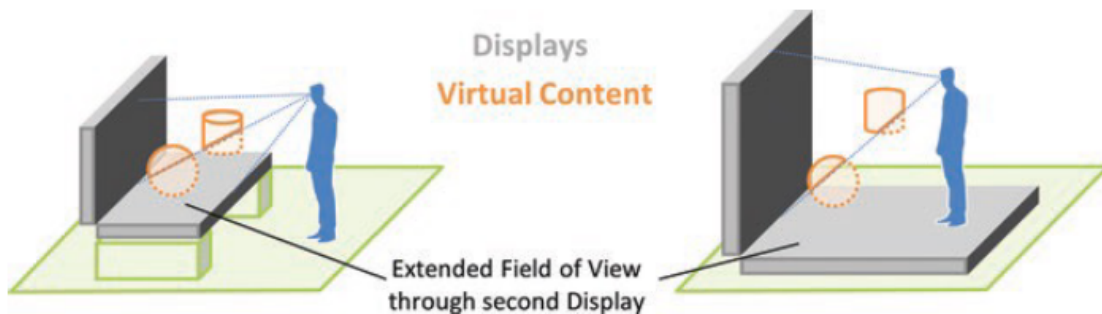 Displays
Virtual Content
Extended Field of View
through second Display